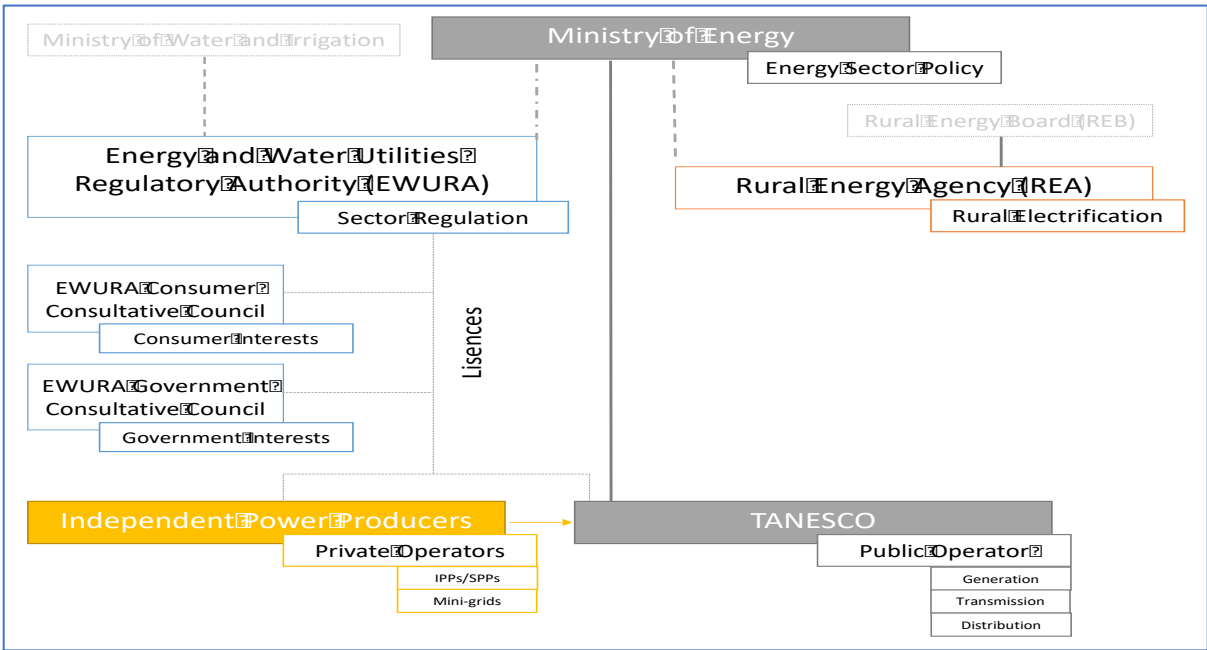 Ministry of Water and Irrigation
Ministry of Energy
Energy Sector Policy
Rural Energy Board (REB)
Energy and Water Utilities
Regulatory Authority (EWURA)
Sector Regulation
Rural Energy Agency (REA)
Rural Electrification
EWURA Consumer
Consultative Council
Consumer Interests
Lisences
EWURA Government
Consultative Council
Government Interests
Independent Power Producers
Private Operators
IPPs/SPPs
Mini-grids
TANESCO
Public Operator
Generation
Transmission
Distribution